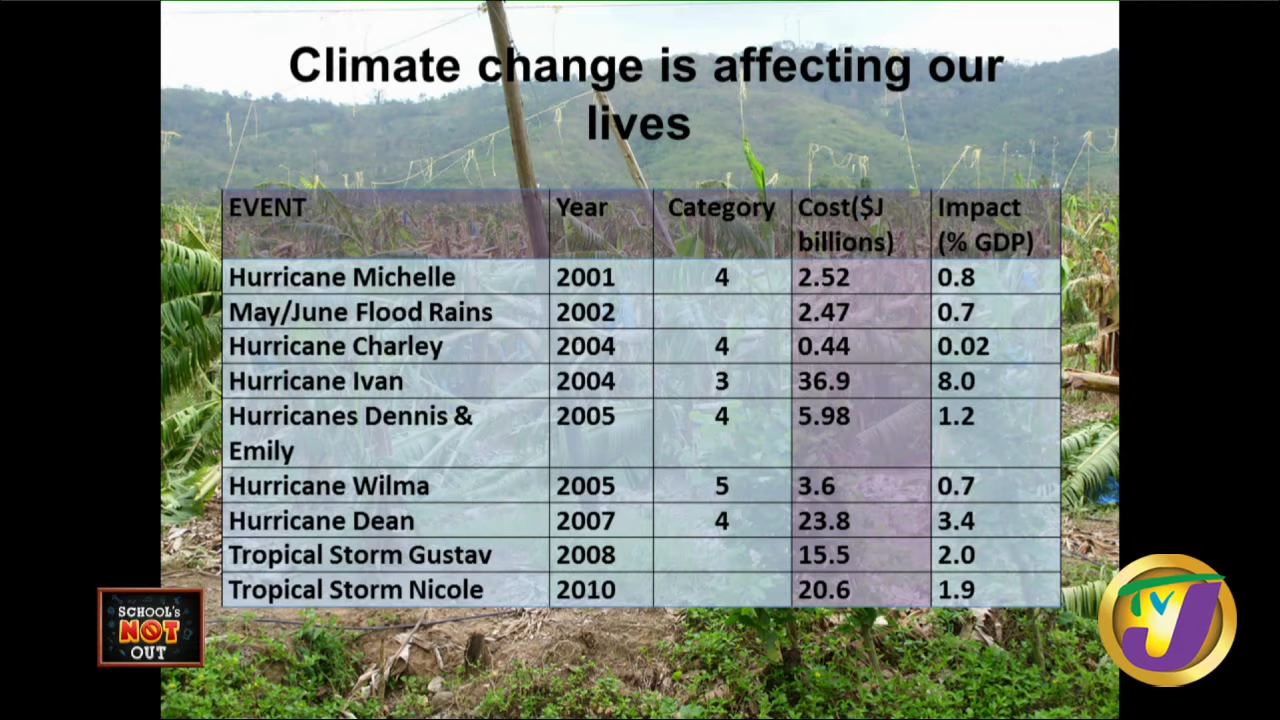 Climate change is affecting our
lives
EVENT Year Category Cost($J billions) Impact (% GDP)
Hurricane Michelle 2001 4 2.52 0.8
May/June Flood Rains 2002 2.47 0.7
Hurricane Charley 2004 4 0.44 0.02
Hurricane Ivan 2004 3 36.9 8.0
Hurricanes Dennis & Emily 2005 4 5.98 1.2
Hurricane Wilma 2005 5 3.6 0.7
Hurricane Dean 2007 4 23.8 3.4
Tropical Storm Gustav 2008 15.5 2.0
Tropical Storm Nicole 2010 20.6 1.9
SCHOOL'S
NOT
OUT
TVJ